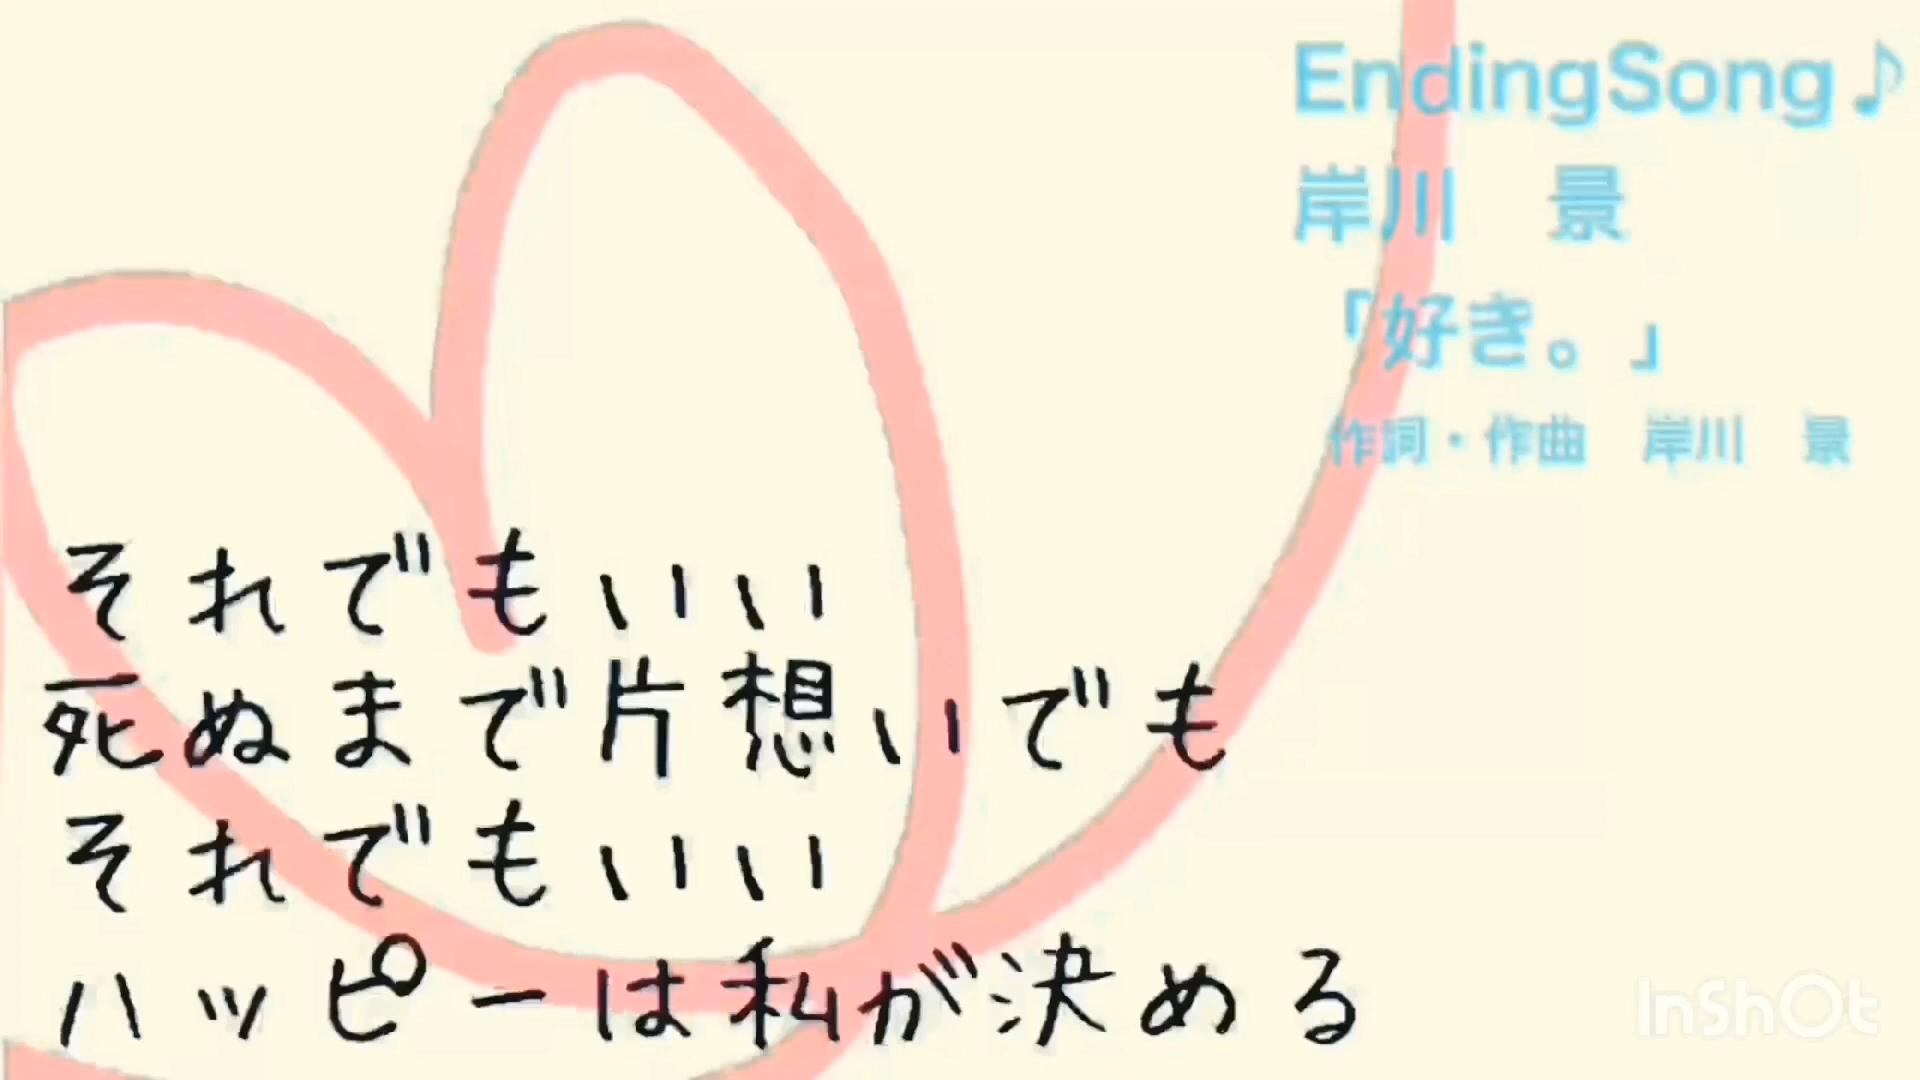 EndingSong♪
岸川　景
「好き。」
作詞・作曲　岸川　景
それでもいい
死ぬまで片想いでも
それでもいい
ハッピーは私が決める
InShOt